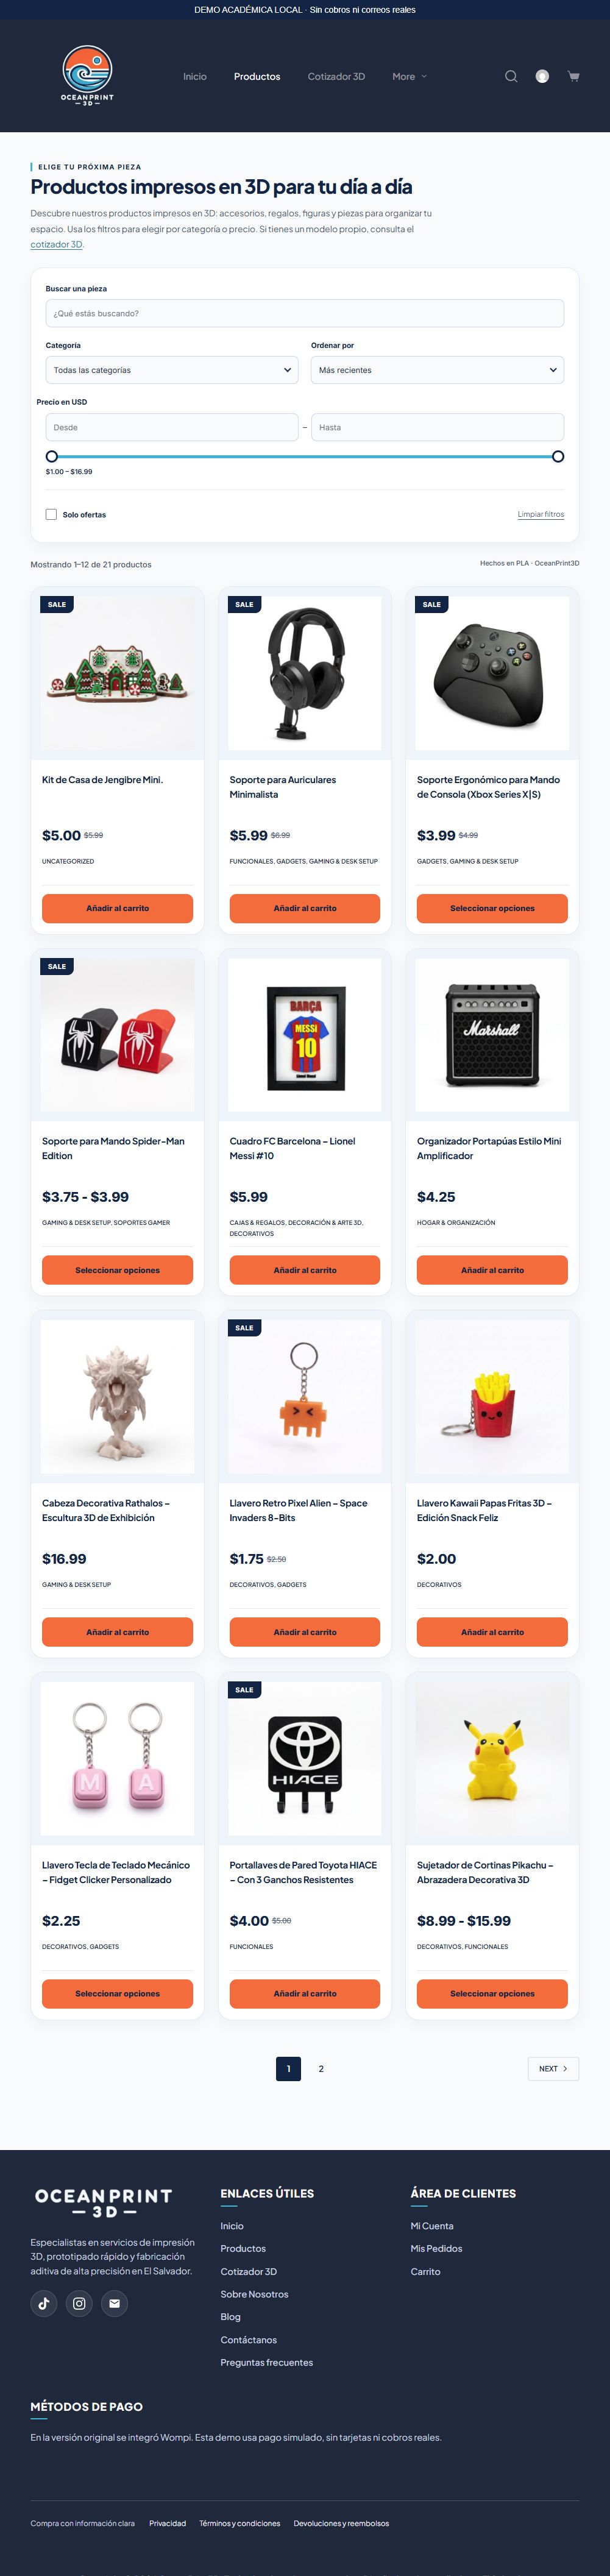 DEMO ACADÉMICA LOCAL · Sin cobros ni correos reales
OCEANPRINT
3D
Inicio
Productos
Cotizador 3D
More
ELIGE TU PRÓXIMA PIEZA
Productos impresos en 3D para tu día a día
Descubre nuestros productos impresos en 3D: accesorios, regalos, figuras y piezas para organizar tu
espacio. Usa los filtros para elegir por categoría o precio. Si tienes un modelo propio, consulta el
cotizador 3D.
Buscar una pieza
¿Qué estás buscando?
Categoría
Ordenar por
Todas las categorías
Más recientes
Precio en USD
Desde
–
Hasta
$1.00 – $16.99
Solo ofertas
Limpiar filtros
Mostrando 1–12 de 21 productos
Hechos en PLA · OceanPrint3D
SALE
SALE
SALE
Kit de Casa de Jengibre Mini.
$5.00 $5.99
UNCATEGORIZED
Añadir al carrito
Soporte para Auriculares
Minimalista
$5.99 $6.99
FUNCIONALES, GADGETS, GAMING & DESK SETUP
Añadir al carrito
Soporte Ergonómico para Mando
de Consola (Xbox Series X|S)
$3.99 $4.99
GADGETS, GAMING & DESK SETUP
Seleccionar opciones
SALE
BARÇA
MESSI
10
Lionel Messi
Marshall
Soporte para Mando Spider-Man
Edition
$3.75 - $3.99
GAMING & DESK SETUP, SOPORTES GAMER
Seleccionar opciones
Cuadro FC Barcelona – Lionel
Messi #10
$5.99
CAJAS & REGALOS, DECORACIÓN & ARTE 3D,
DECORATIVOS
Añadir al carrito
Organizador Portapúas Estilo Mini
Amplificador
$4.25
HOGAR & ORGANIZACIÓN
Añadir al carrito
SALE
Cabeza Decorativa Rathalos –
Escultura 3D de Exhibición
$16.99
GAMING & DESK SETUP
Añadir al carrito
Llavero Retro Pixel Alien – Space
Invaders 8-Bits
$1.75 $2.50
DECORATIVOS, GADGETS
Añadir al carrito
Llavero Kawaii Papas Fritas 3D –
Edición Snack Feliz
$2.00
DECORATIVOS
Añadir al carrito
M A
SALE
HIACE
Llavero Tecla de Teclado Mecánico
– Fidget Clicker Personalizado
$2.25
DECORATIVOS, GADGETS
Seleccionar opciones
Portallaves de Pared Toyota HIACE
– Con 3 Ganchos Resistentes
$4.00 $5.00
FUNCIONALES
Añadir al carrito
Sujetador de Cortinas Pikachu –
Abrazadera Decorativa 3D
$8.99 - $15.99
DECORATIVOS, FUNCIONALES
Seleccionar opciones
1
2
NEXT
OCEANPRINT
3D
Especialistas en servicios de impresión
3D, prototipado rápido y fabricación
aditiva de alta precisión en El Salvador.
ENLACES ÚTILES
Inicio
Productos
Cotizador 3D
Sobre Nosotros
Blog
Contáctanos
Preguntas frecuentes
ÁREA DE CLIENTES
Mi Cuenta
Mis Pedidos
Carrito
MÉTODOS DE PAGO
En la versión original se integró Wompi. Esta demo usa pago simulado, sin tarjetas ni cobros reales.
Compra con información clara
Privacidad
Términos y condiciones
Devoluciones y reembolsos